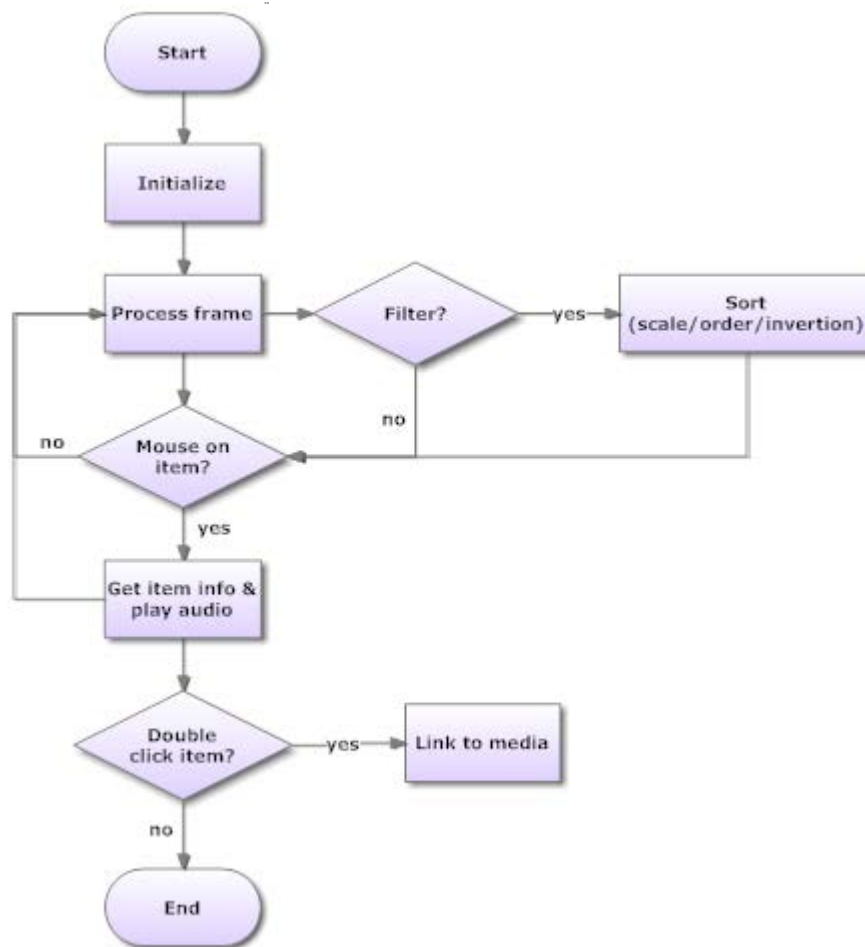 Start
Initialize
Process frame
Filter?
yes
Sort
(scale/order/invertion)
no
Mouse on
item?
no
yes
Get item info &
play audio
Double
click item?
yes
Link to media
no
End